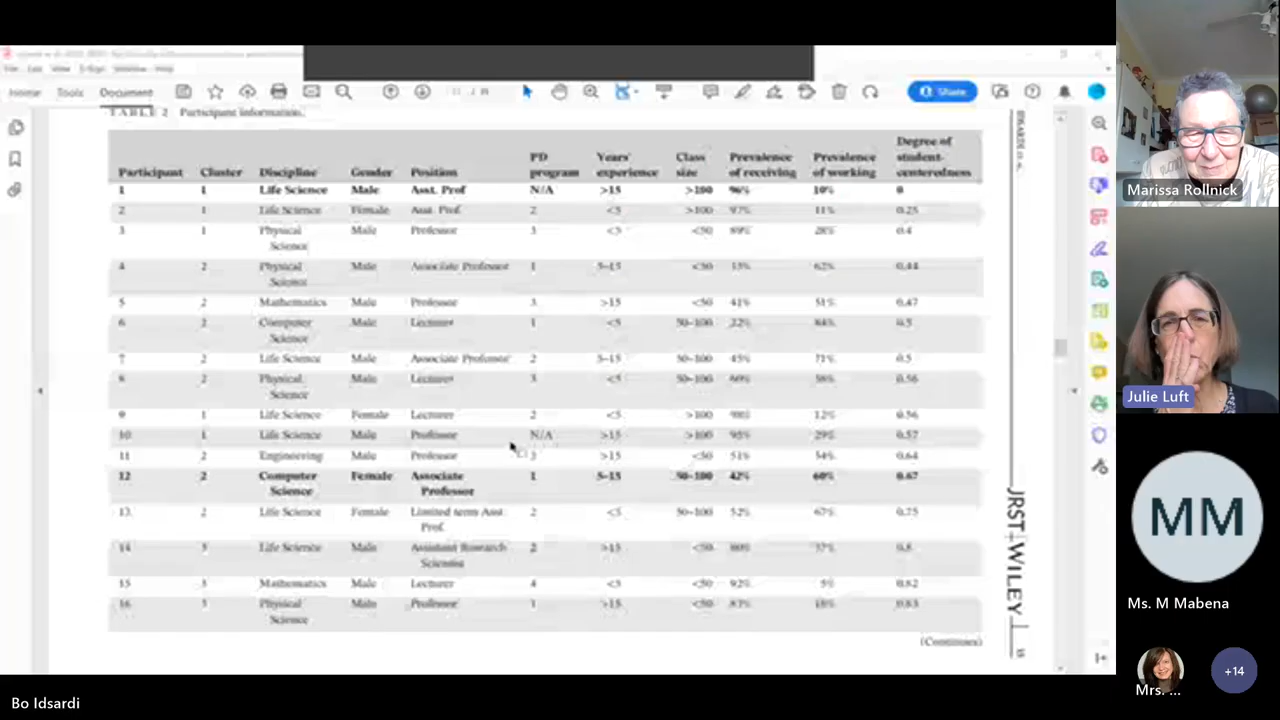 Home Tools Document
Share
TABLE 2 Participant information.
Participant Cluster Discipline Gender Position PD program Years' experience Class size Prevalence of receiving Prevalence of working Degree of student-centeredness
1 1 Life Science Male Asst. Prof N/A >15 >100 96% 10% 0
2 1 Life Science Female Asst. Prof. 2 <5 >100 97% 11% 0.25
3 1 Physical Science Male Professor 3 <5 <50 28% 0.4
4 2 Physical Science Male Associate Professor 1 5–15 <50 62% 0.44
5 2 Mathematics Male Professor 3 >15 <50 41% 51% 0.47
6 2 Computer Science Male Lecturer 1 <5 50–100 22% 0.5
7 2 Life Science Male Associate Professor 2 5–15 50–100 71% 0.5
8 2 Physical Science Male Lecturer 3 <5 50–100 0.56
9 1 Life Science Female Lecturer 2 <5 >100 12% 0.56
10 1 Life Science Male Professor N/A >15 >100 95% 29% 0.57
11 2 Engineering Male Professor >15 <50 51% 54% 0.64
12 2 Computer Science Female Associate Professor 1 5–15 50–100 42% 60% 0.67
13 2 Life Science Female Limited term Asst. Prof. 2 <5 50–100 52% 67% 0.75
14 3 Life Science Male Assistant Research Scientist 2 >15 <50 0.8
15 3 Mathematics Male Lecturer 4 <5 <50 92% 5% 0.82
16 3 Physical Science Male Professor 1 >15 <50 0.83
(Continues)
JRST-WILEY
Marissa Rollnick
Julie Luft
MM
Ms. M Mabena
Mrs. ...
+14
Bo Idsardi